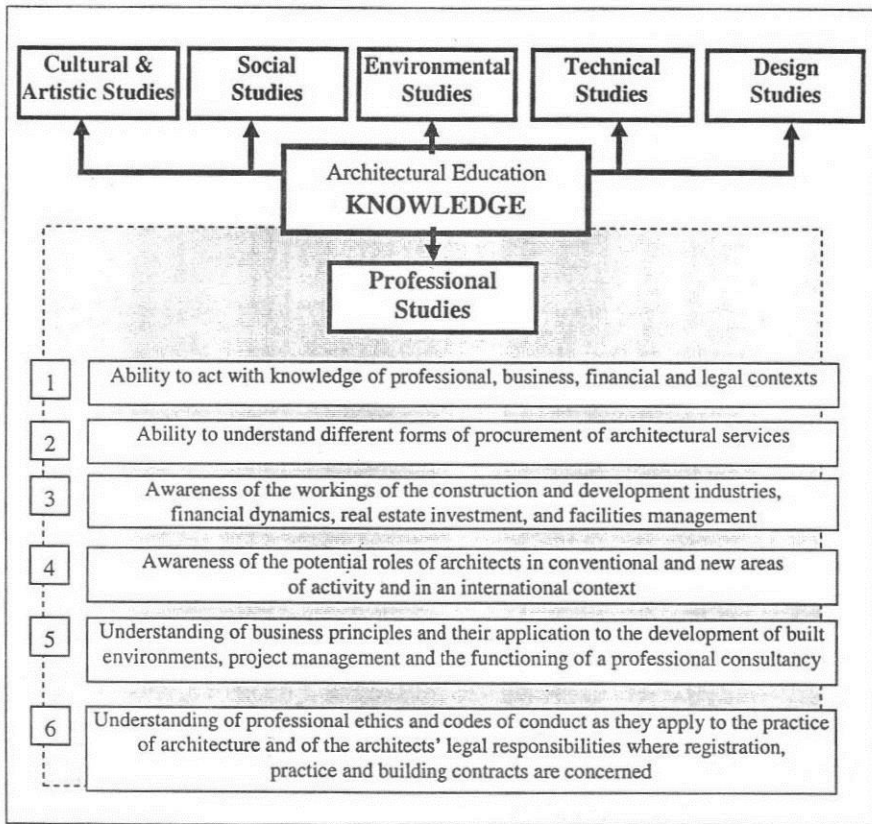 Cultural &
Artistic Studies
Social
Studies
Environmental
Studies
Technical
Studies
Design
Studies
Architectural Education
KNOWLEDGE
Professional
Studies
1
Ability to act with knowledge of professional, business, financial and legal contexts
2
Ability to understand different forms of procurement of architectural services
3
Awareness of the workings of the construction and development industries,
financial dynamics, real estate investment, and facilities management
4
Awareness of the potential roles of architects in conventional and new areas
of activity and in an international context
5
Understanding of business principles and their application to the development of built
environments, project management and the functioning of a professional consultancy
6
Understanding of professional ethics and codes of conduct as they apply to the practice
of architecture and of the architects' legal responsibilities where registration,
practice and building contracts are concerned